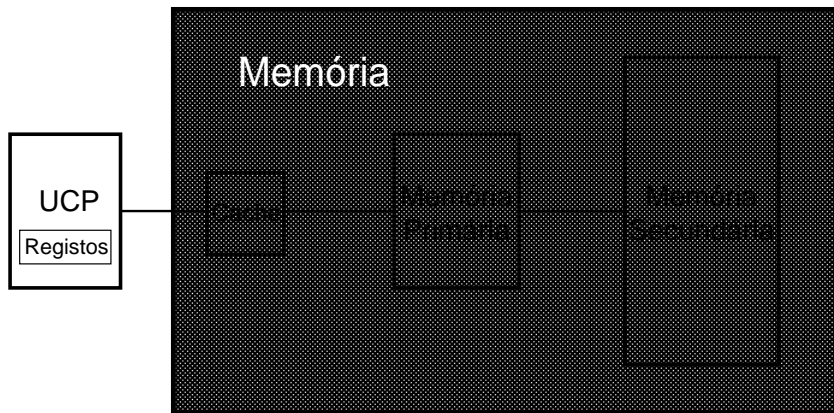 Memória
UCP
Registos
Cache
Memória
Primária
Memória
Secundária